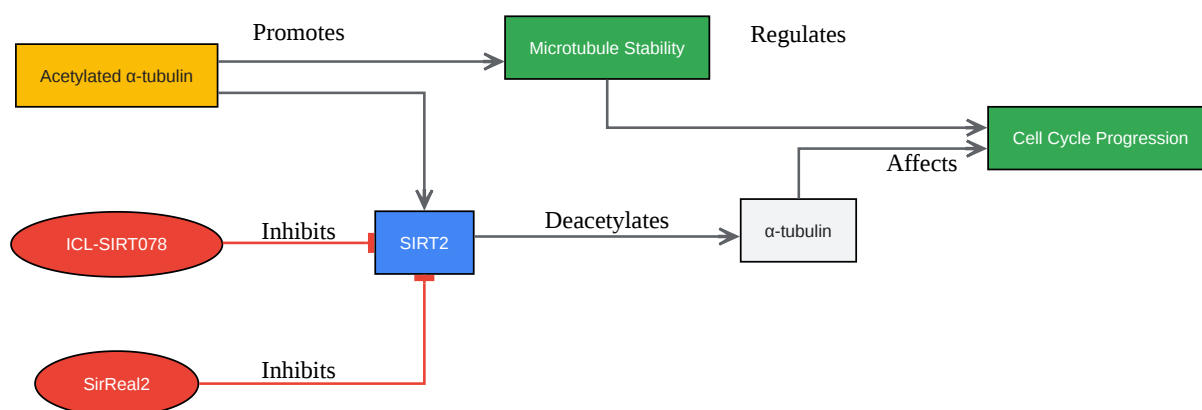 Promotes
Regulates
Microtubule Stability
Acetylated α-tubulin
Cell Cycle Progression
Affects
Inhibits
Deacetylates
ICL-SIRT078
SIRT2
α-tubulin
Inhibits
SirReal2